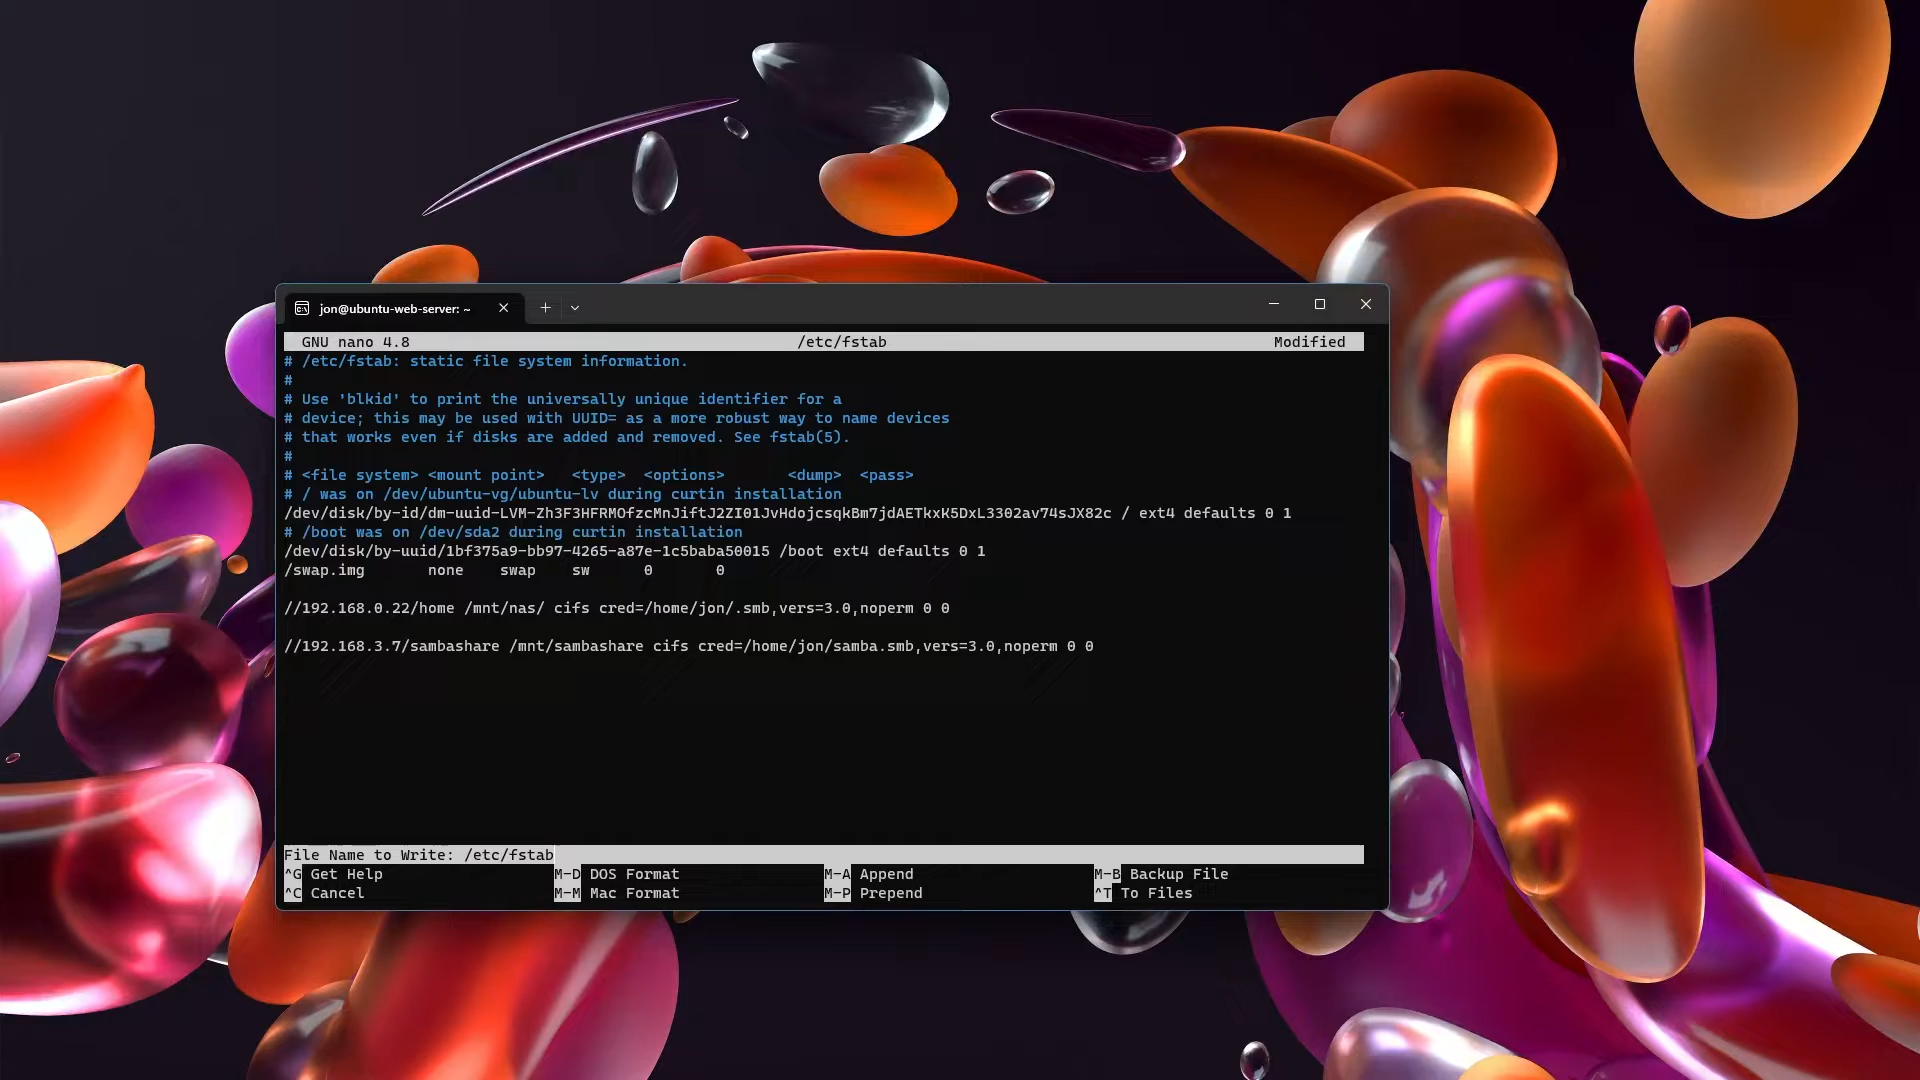 jon@ubuntu-web-server: ~
GNU nano 4.8 /etc/fstab Modified
# /etc/fstab: static file system information.
#
# Use 'blkid' to print the universally unique identifier for a
# device; this may be used with UUID= as a more robust way to name devices
# that works even if disks are added and removed. See fstab(5).
#
# <file system> <mount point>   <type>  <options>       <dump>  <pass>
# / was on /dev/ubuntu-vg/ubuntu-lv during curtin installation
/dev/disk/by-id/dm-uuid-LVM-Zh3F3HFRMOfzcMnJiftJ2ZI01JvHdojcsqkBm7jdAETkxK5DxL3302av74sJX82c / ext4 defaults 0 1
# /boot was on /dev/sda2 during curtin installation
/dev/disk/by-uuid/1bf375a9-bb97-4265-a87e-1c5baba50015 /boot ext4 defaults 0 1
/swap.img       none    swap    sw      0       0
//192.168.0.22/home /mnt/nas/ cifs cred=/home/jon/.smb,vers=3.0,noperm 0 0
//192.168.3.7/sambashare /mnt/sambashare cifs cred=/home/jon/samba.smb,vers=3.0,noperm 0 0
File Name to Write: /etc/fstab
^G Get Help M-D DOS Format M-A Append M-B Backup File
^C Cancel M-M Mac Format M-P Prepend ^T To Files